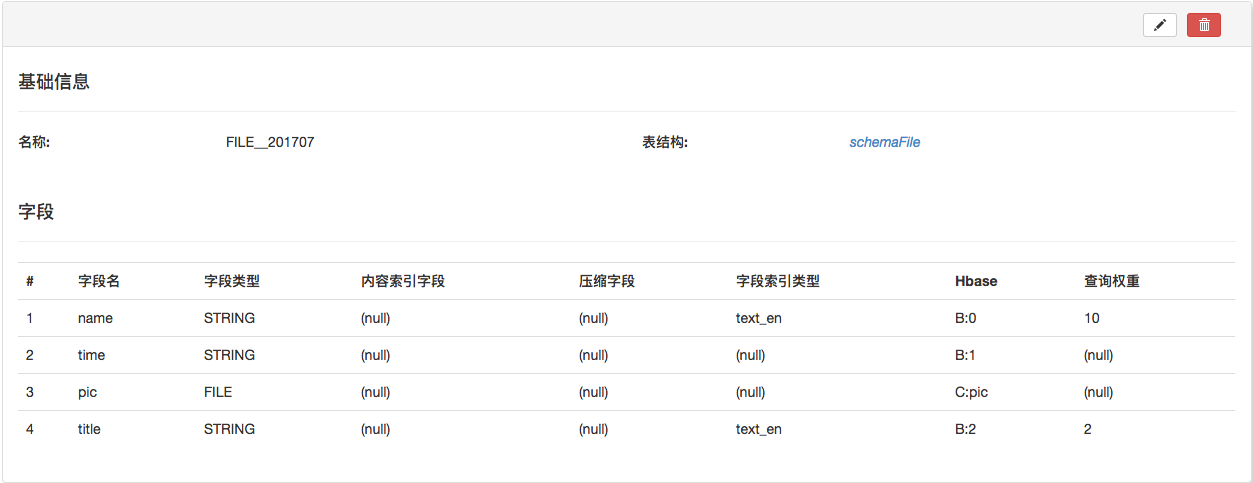 基础信息
名称: FILE__201707 表结构: schemaFile
字段
# 字段名 字段类型 内容索引字段 压缩字段 字段索引类型 Hbase 查询权重
1 name STRING (null) (null) text_en B:0 10
2 time STRING (null) (null) (null) B:1 (null)
3 pic FILE (null) (null) (null) C:pic (null)
4 title STRING (null) (null) text_en B:2 2